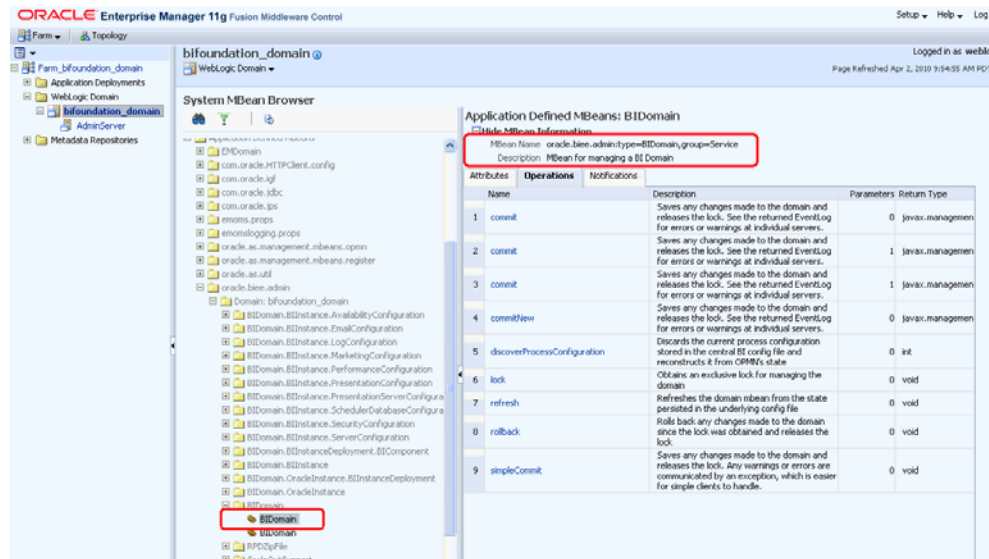 ORACLE Enterprise Manager 11g Fusion Middleware Control
Setup Help Log
Farm Topology
Farm_bifoundation_domain
Application Deployments
WebLogic Domain
bifoundation_domain
AdminServer
Metadata Repositories
bifoundation_domain
WebLogic Domain
Logged in as weblo
Page Refreshed Apr 2, 2010 9:54:55 AM PDT
System MBean Browser
Application Defined MBeans
EMDomain
com.oracle.HTTPClient.config
com.oracle.igf
com.oracle.jdbc
com.oracle.jps
emoms.props
emomslogging.props
oracle.as.management.mbeans.opmn
oracle.as.management.mbeans.register
oracle.as.util
oracle.biee.admin
Domain: bifoundation_domain
BIDomain.BIInstance.AvailabilityConfiguration
BIDomain.BIInstance.EmailConfiguration
BIDomain.BIInstance.LogConfiguration
BIDomain.BIInstance.MarketingConfiguration
BIDomain.BIInstance.PerformanceConfiguration
BIDomain.BIInstance.PresentationConfiguration
BIDomain.BIInstance.PresentationServerConfigura
BIDomain.BIInstance.SchedulerDatabaseConfigura
BIDomain.BIInstance.SecurityConfiguration
BIDomain.BIInstance.ServerConfiguration
BIDomain.BIInstanceDeployment.BIComponent
BIDomain.BIInstance
BIDomain.OracleInstance.BIInstanceDeployment
BIDomain.OracleInstance
BIDomain
BIDomain
BIDomain
RPDZipFile
Application Defined MBeans: BIDomain
Hide MBean Information
MBean Name oracle.biee.admin:type=BIDomain,group=Service
Description MBean for managing a BI Domain
Attributes Operations Notifications
Name Description Parameters Return Type
1 commit Saves any changes made to the domain and 0 javax.managemen
releases the lock. See the returned EventLog
for errors or warnings at individual servers.
2 commit Saves any changes made to the domain and 1 javax.managemen
releases the lock. See the returned EventLog
for errors or warnings at individual servers.
3 commit Saves any changes made to the domain and 1 javax.managemen
releases the lock. See the returned EventLog
for errors or warnings at individual servers.
4 commitNew Saves any changes made to the domain and 0 javax.managemen
releases the lock. See the returned EventLog
for errors or warnings at individual servers.
5 discoverProcessConfiguration Discards the current process configuration 0 int
stored in the central BI config file and
reconstructs it from OPMN's state
6 lock Obtains an exclusive lock for managing the 0 void
domain
7 refresh Refreshes the domain mbean from the state 0 void
persisted in the underlying config file
8 rollback Rolls back any changes made to the domain 0 void
since the lock was obtained and releases the
lock.
9 simpleCommit Saves any changes made to the domain and 0 void
releases the lock. Any warnings or errors are
communicated by an exception, which is easier
for simple clients to handle.